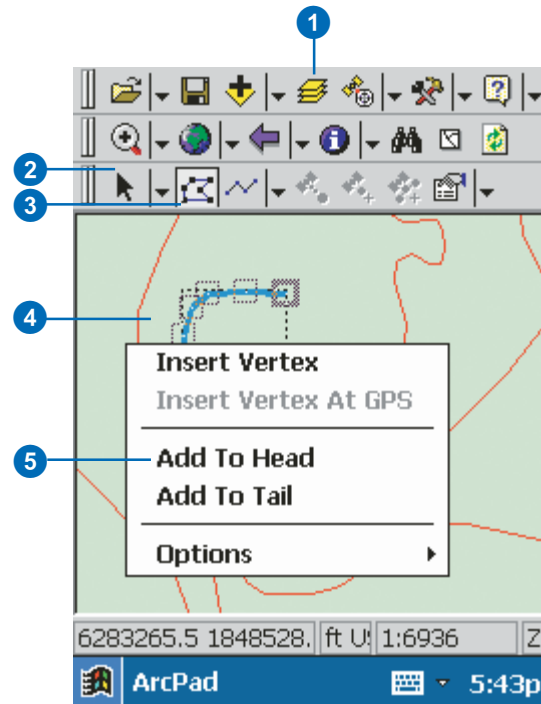 1
2
3
4
Insert Vertex
Insert Vertex At GPS
5
Add To Head
Add To Tail
Options
6283265.5 1848528. ft U 1:6936 Z
ArcPad 5:43p